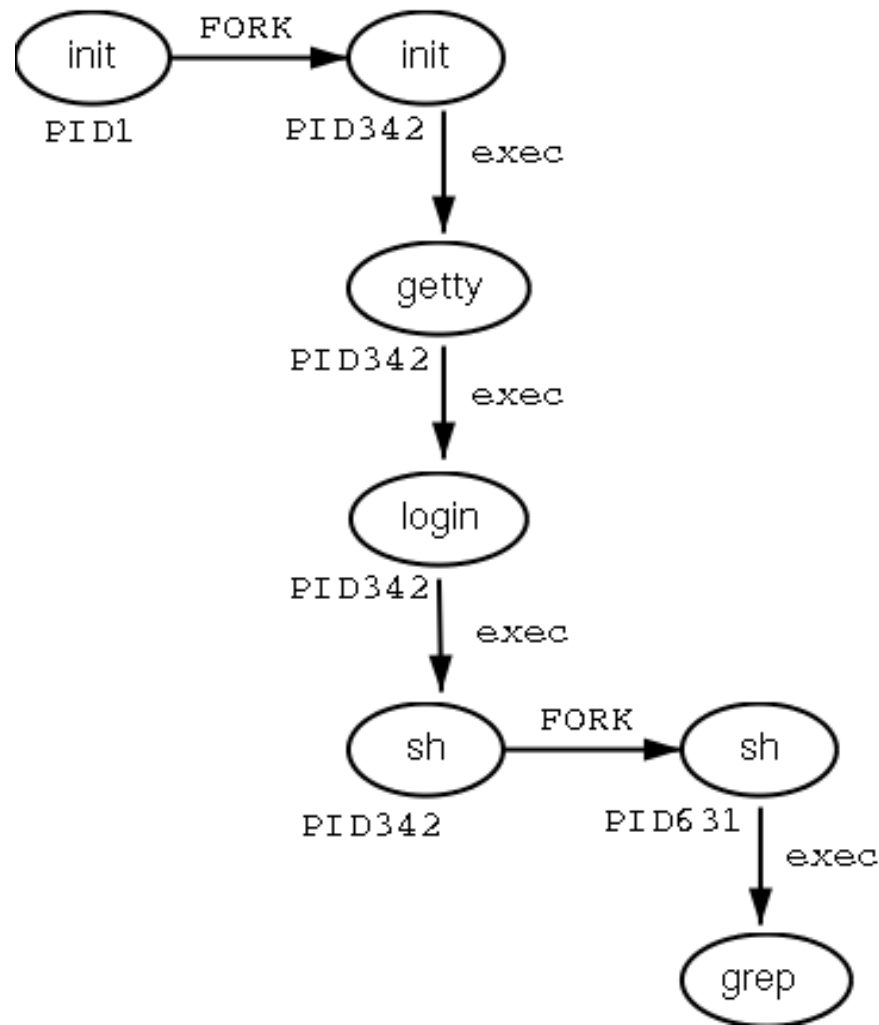 FORK
init
init
PID1
PID342
exec
getty
PID342
exec
login
PID342
exec
FORK
sh
sh
PID342
PID631
exec
grep